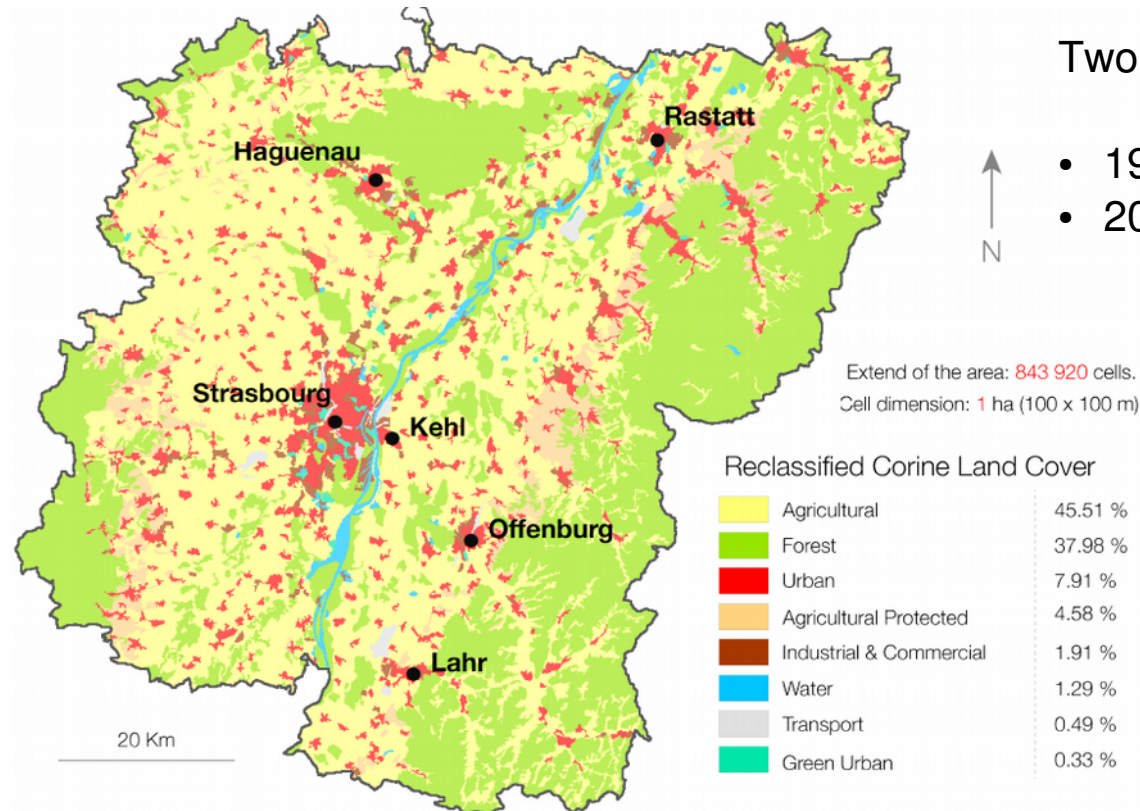 Two
• 19
• 20
Rastatt
Haguenau
N
Strasbourg
Kehl
Offenburg
Lahr
20 Km
Extend of the area: 843 920 cells.
Cell dimension: 1 ha (100 x 100 m)
Reclassified Corine Land Cover
Agricultural 45.51 %
Forest 37.98 %
Urban 7.91 %
Agricultural Protected 4.58 %
Industrial & Commercial 1.91 %
Water 1.29 %
Transport 0.49 %
Green Urban 0.33 %